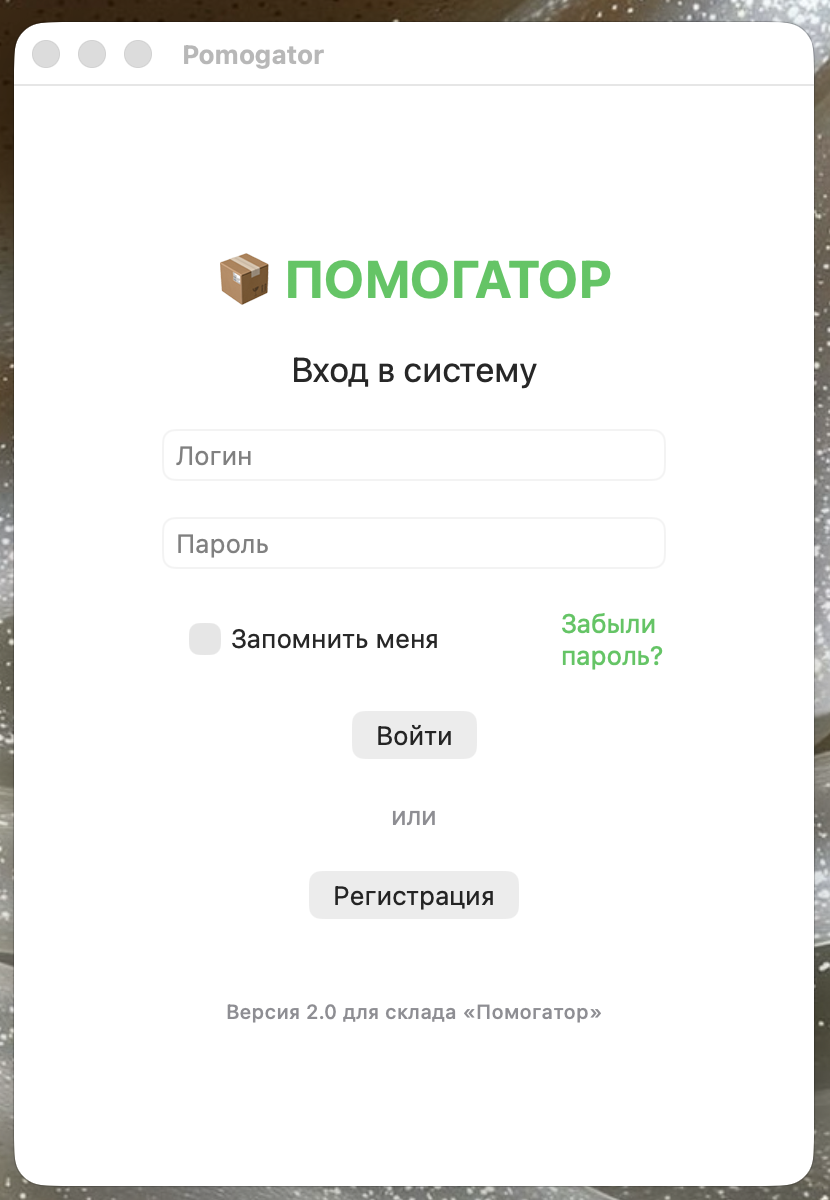 Pomogator
📦 ПОМОГАТОР
Вход в систему
Логин
Пароль
Запомнить меня
Забыли
пароль?
Войти
или
Регистрация
Версия 2.0 для склада «Помогатор»